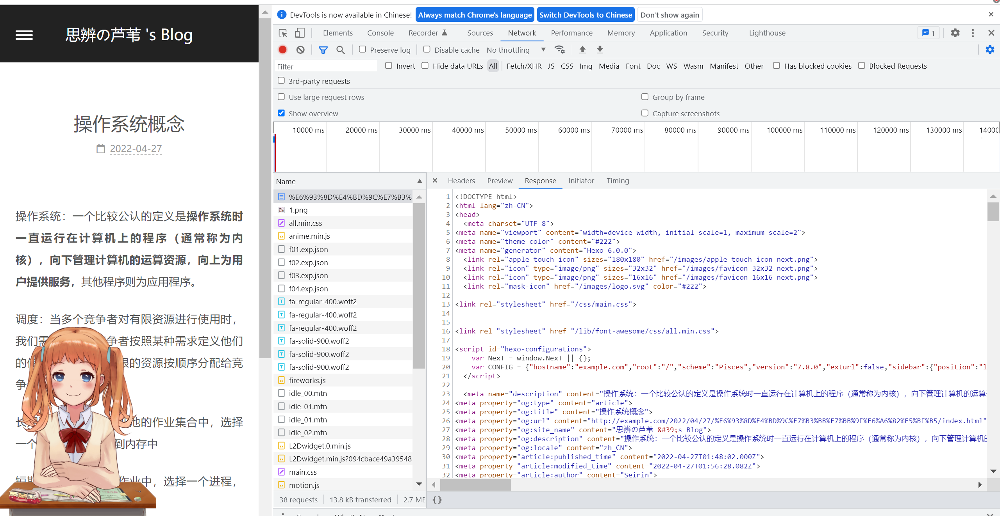 思辨の芦苇 's Blog
操作系统概念
2022-04-27
操作系统：一个比较公认的定义是操作系统时
一直运行在计算机上的程序（通常称为内
核），向下管理计算机的运算资源，向上为用
户提供服务，其他程序则为应用程序。
调度：当多个竞争者对有限资源进行使用时，
我们需 争者按照某种需求定义他们
的优 限的资源按顺序分配给竞
争
长 池的作业集合中，选择
一个 到内存中
短期 作业中，选择一个进程，
DevTools is now available in Chinese! Always match Chrome's language Switch DevTools to Chinese Don't show again
Elements Console Recorder Sources Network Performance Memory Application Security Lighthouse 1
Preserve log Disable cache No throttling
Filter Invert Hide data URLs All Fetch/XHR JS CSS Img Media Font Doc WS Wasm Manifest Other Has blocked cookies Blocked Requests
3rd-party requests
Use large request rows Group by frame
Show overview Capture screenshots
10000 ms 20000 ms 30000 ms 40000 ms 50000 ms 60000 ms 70000 ms 80000 ms 90000 ms 100000 ms 110000 ms 120000 ms 130000 ms 14000
Name
%E6%93%8D%E4%BD%9C%E7%B3%
1.png
all.min.css
anime.min.js
f01.exp.json
f02.exp.json
f03.exp.json
f04.exp.json
fa-regular-400.woff2
fa-regular-400.woff2
fa-regular-400.woff2
fa-solid-900.woff2
fa-solid-900.woff2
fa-solid-900.woff2
fireworks.js
idle_00.mtn
idle_01.mtn
idle_01.mtn
idle_02.mtn
L2Dwidget.0.min.js
L2Dwidget.min.js?094cbace49a39548
main.css
motion.js
38 requests 13.8 kB transferred 2.7 ME
Headers Preview Response Initiator Timing
1 <!DOCTYPE html>
2 <html lang="zh-CN">
3 <head>
4 <meta charset="UTF-8">
5 <meta name="viewport" content="width=device-width, initial-scale=1, maximum-scale=2">
6 <meta name="theme-color" content="#222">
7 <meta name="generator" content="Hexo 6.0.0">
8 <link rel="apple-touch-icon" sizes="180x180" href="/images/apple-touch-icon-next.png">
9 <link rel="icon" type="image/png" sizes="32x32" href="/images/favicon-32x32-next.png">
10 <link rel="icon" type="image/png" sizes="16x16" href="/images/favicon-16x16-next.png">
11 <link rel="mask-icon" href="/images/logo.svg" color="#222">
12
13 <link rel="stylesheet" href="/css/main.css">
14
15
16 <link rel="stylesheet" href="/lib/font-awesome/css/all.min.css">
17
18 <script id="hexo-configurations">
19 var NexT = window.NexT || {};
20 var CONFIG = {"hostname":"example.com","root":"/","scheme":"Pisces","version":"7.8.0","exturl":false,"sidebar":{"position":"l
21 </script>
22
23 <meta name="description" content="操作系统：一个比较公认的定义是操作系统时一直运行在计算机上的程序（通常称为内核），向下管理计算机的运算
24 <meta property="og:type" content="article">
25 <meta property="og:title" content="操作系统概念">
26 <meta property="og:url" content="http://example.com/2022/04/27/%E6%93%8D%E4%BD%9C%E7%B3%BB%E7%BB%9F%E6%A6%82%E5%BF%B5/index.html"
27 <meta property="og:site_name" content="思辨の芦苇 &#39;s Blog">
28 <meta property="og:description" content="操作系统：一个比较公认的定义是操作系统时一直运行在计算机上的程序（通常称为内核），向下管理计算机
29 <meta property="og:locale" content="zh_CN">
30 <meta property="article:published_time" content="2022-04-27T01:48:02.000Z">
31 <meta property="article:modified_time" content="2022-04-27T01:56:28.082Z">
32 <meta property="article:author" content="Seirin">
{}